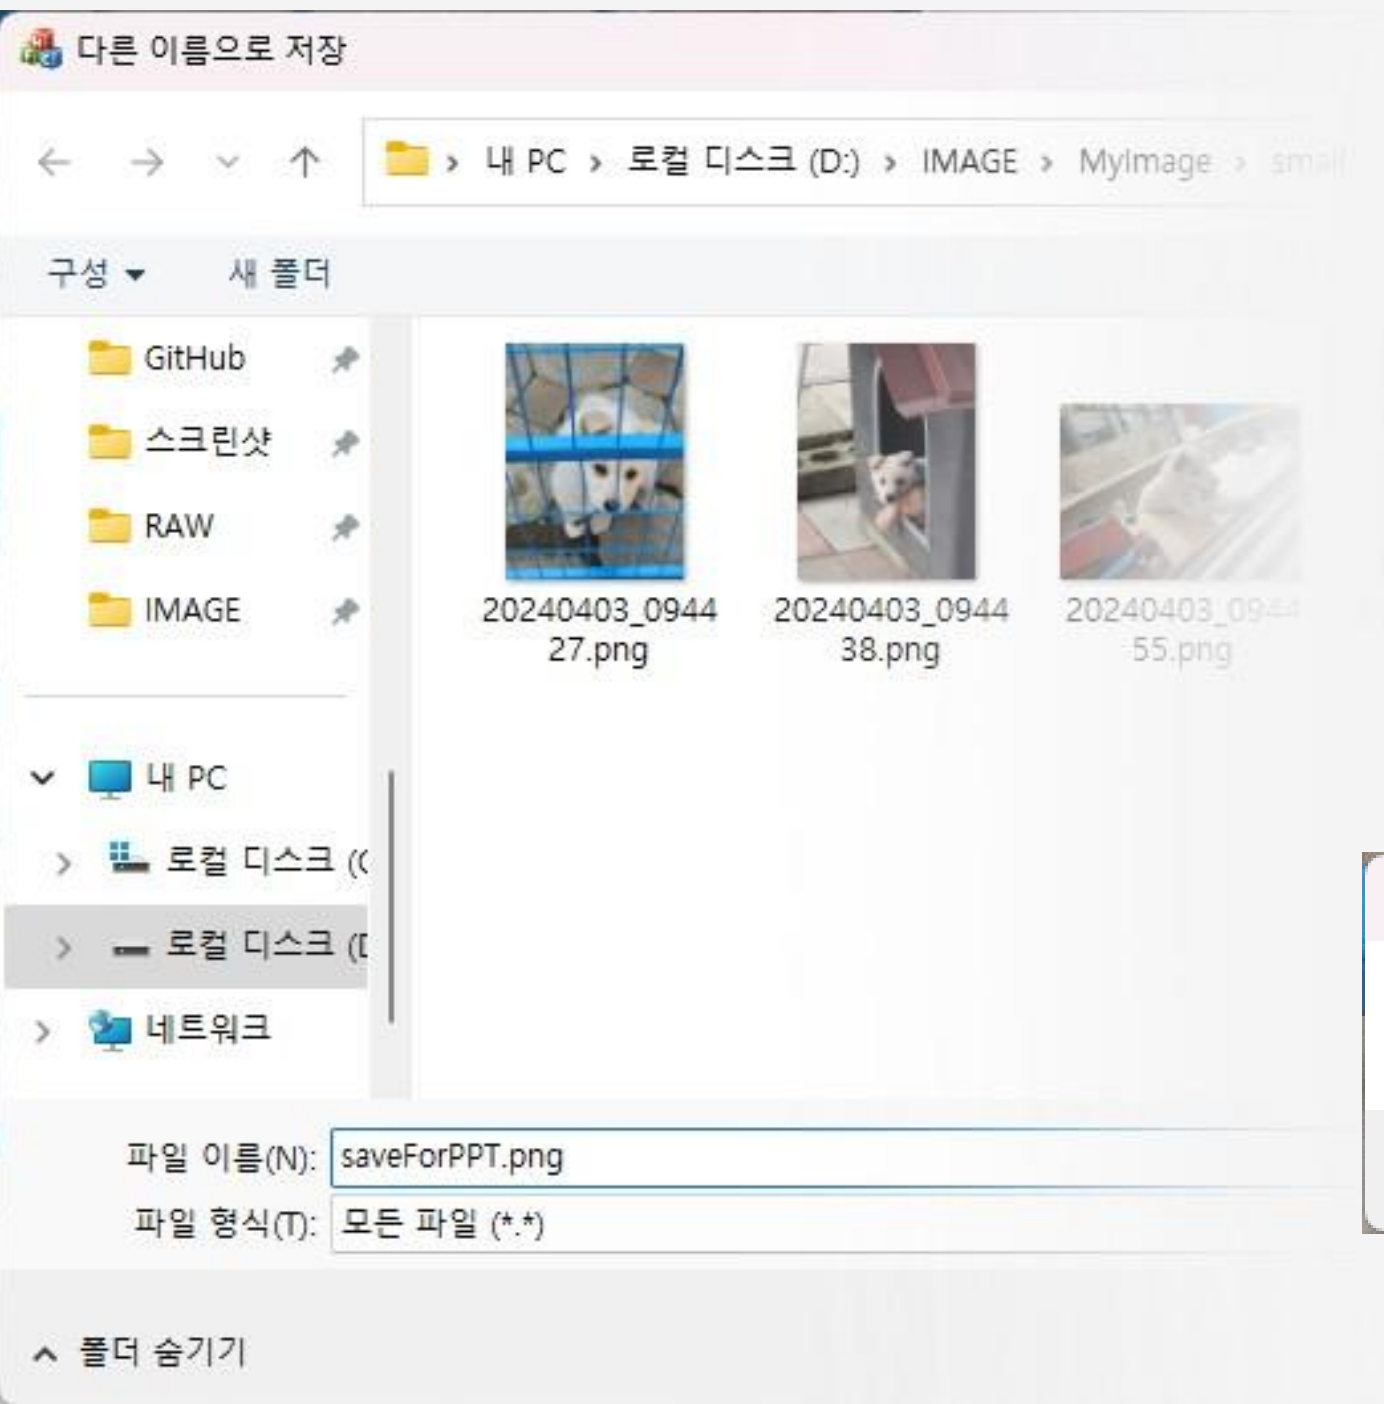 다른 이름으로 저장
내 PC > 로컬 디스크 (D:) > IMAGE > MyImage > small
구성 새 폴더
GitHub
스크린샷
RAW
IMAGE
20240403_0944
27.png
20240403_0944
38.png
20240403_0944
55.png
내 PC
로컬 디스크 (C
로컬 디스크 (D
네트워크
파일 이름(N): saveForPPT.png
파일 형식(T): 모든 파일 (*.*)
폴더 숨기기